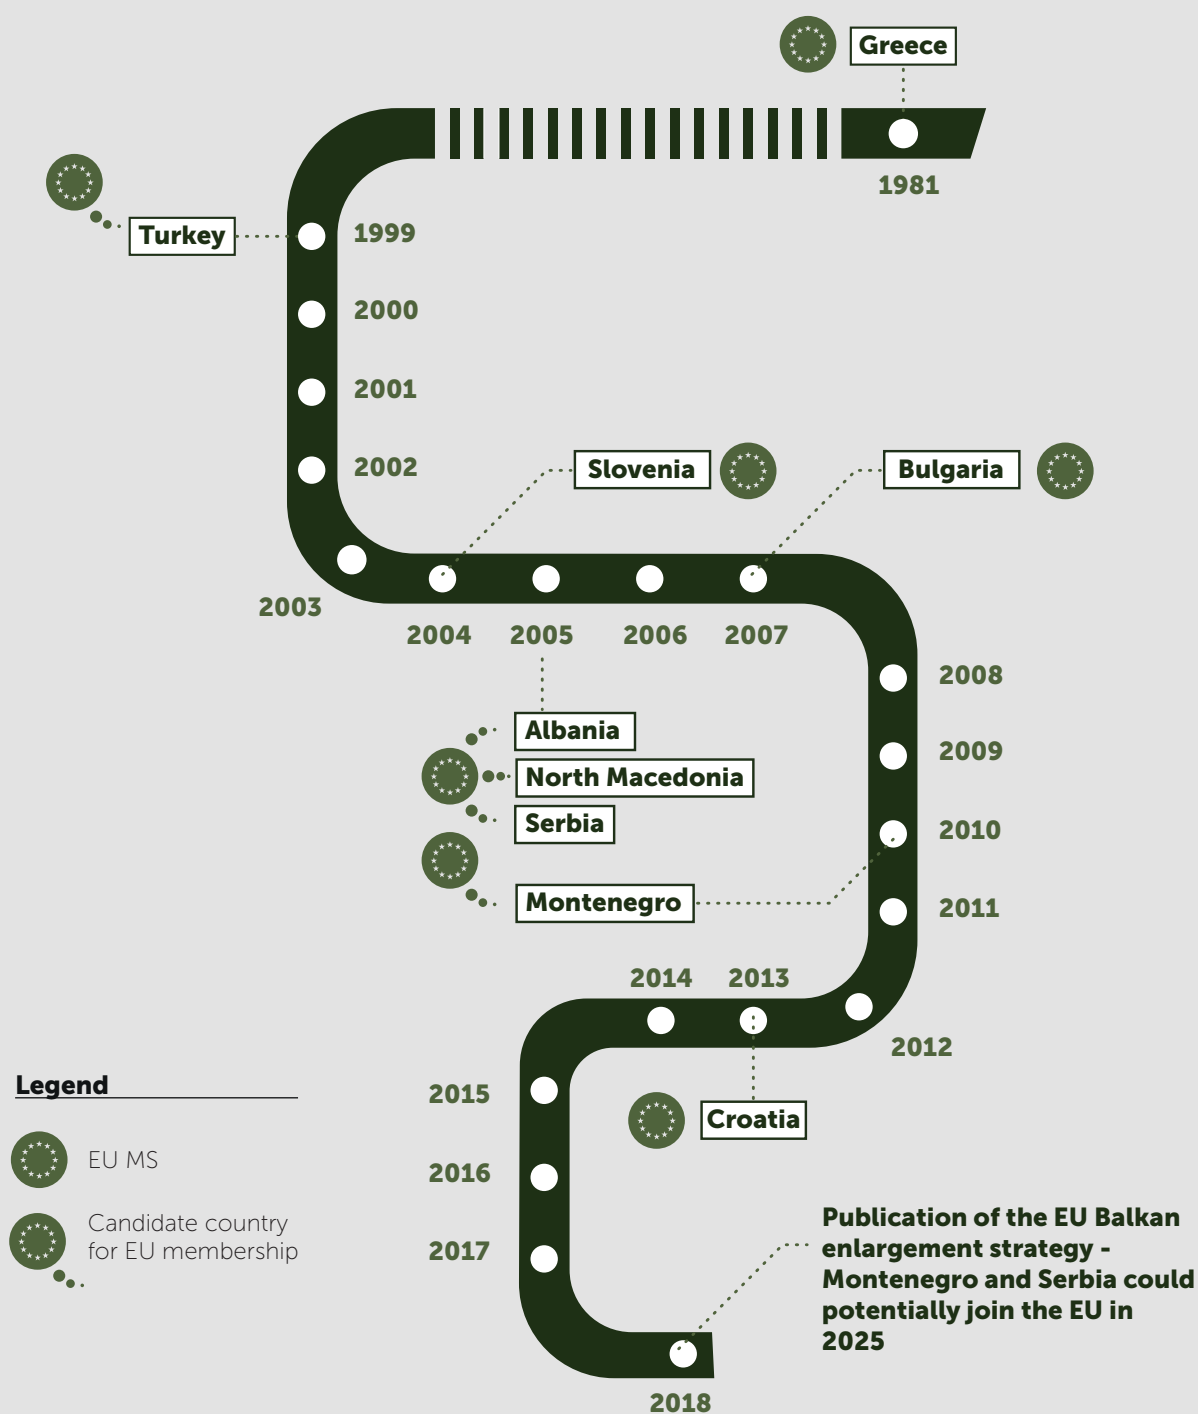 Greece
1981
Turkey
1999
2000
2001
2002
Slovenia
Bulgaria
2003
2004
2005
2006
2007
2008
Albania
2009
North Macedonia
Serbia
2010
Montenegro
2011
2014
2013
2012
Legend
2015
Croatia
EU MS
2016
Candidate country
for EU membership
2017
Publication of the EU Balkan
enlargement strategy -
Montenegro and Serbia could
potentially join the EU in
2025
2018